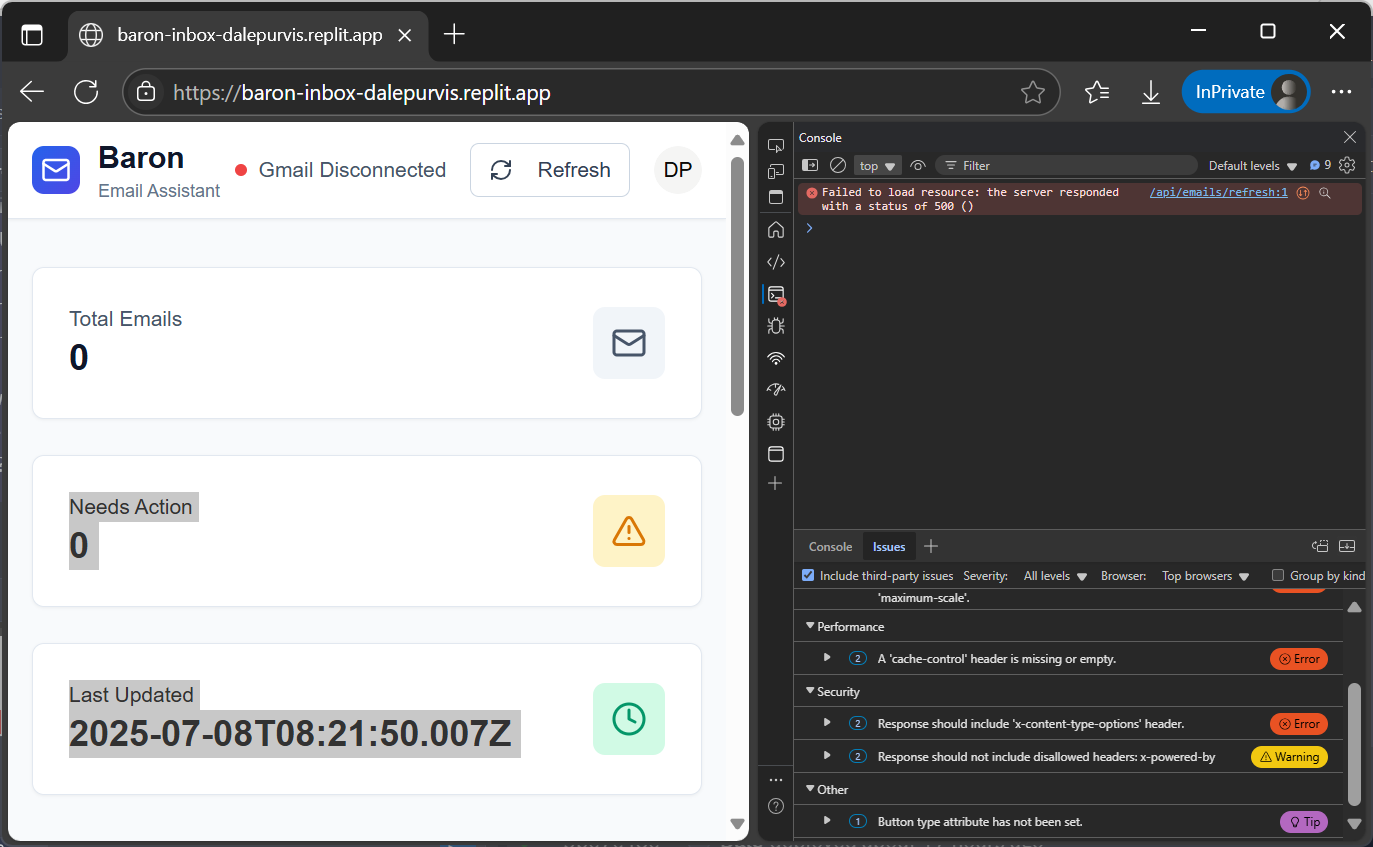 baron-inbox-dalepurvis.replit.app
https://baron-inbox-dalepurvis.replit.app
InPrivate
Baron
Email Assistant
Gmail Disconnected
Refresh
DP
Total Emails
0
Needs Action
0
Last Updated
2025-07-08T08:21:50.007Z
Console
top
Filter
Default levels
9
Failed to load resource: the server responded /api/emails/refresh:1
with a status of 500 ()
Console
Issues
Include third-party issues Severity: All levels Browser: Top browsers Group by kind
'maximum-scale'.
Performance
2 A 'cache-control' header is missing or empty. Error
Security
2 Response should include 'x-content-type-options' header. Error
2 Response should not include disallowed headers: x-powered-by Warning
Other
1 Button type attribute has not been set. Tip